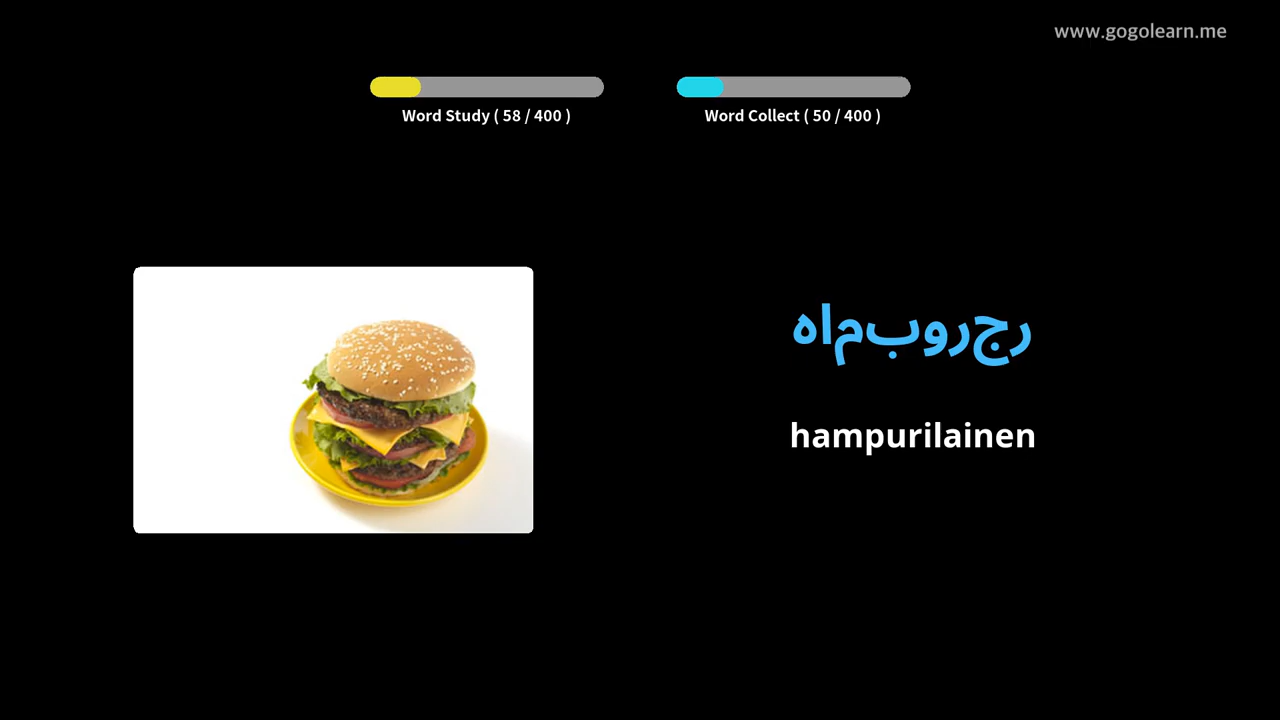 www.gogolearn.me
Word Study ( 58 / 400 )
Word Collect ( 50 / 400 )
هامبورجر
hampurilainen